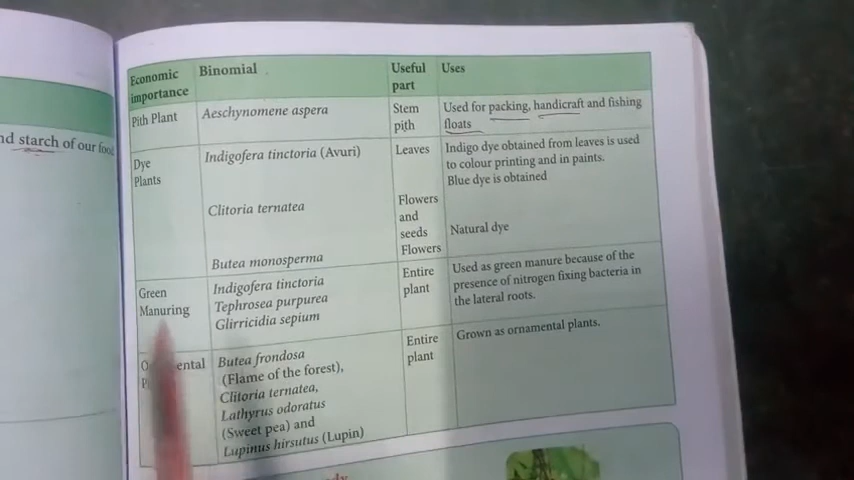 nd starch of our food
Economic importance Binomial Useful part Uses
Pith Plant Aeschynomene aspera Stem pith Used for packing, handicraft and fishing floats
Dye Plants Indigofera tinctoria (Avuri) Leaves Indigo dye obtained from leaves is used to colour printing and in paints.
Blue dye is obtained
Clitoria ternatea Flowers and seeds
Natural dye
Butea monosperma Flowers
Green Manuring Indigofera tinctoria Entire plant Used as green manure because of the presence of nitrogen fixing bacteria in the lateral roots.
Tephrosea purpurea
Glirricidia sepium
Butea frondosa Entire plant Grown as ornamental plants.
(Flame of the forest),
Clitoria ternatea,
Lathyrus odoratus
(Sweet pea) and
Lupinus hirsutus (Lupin)